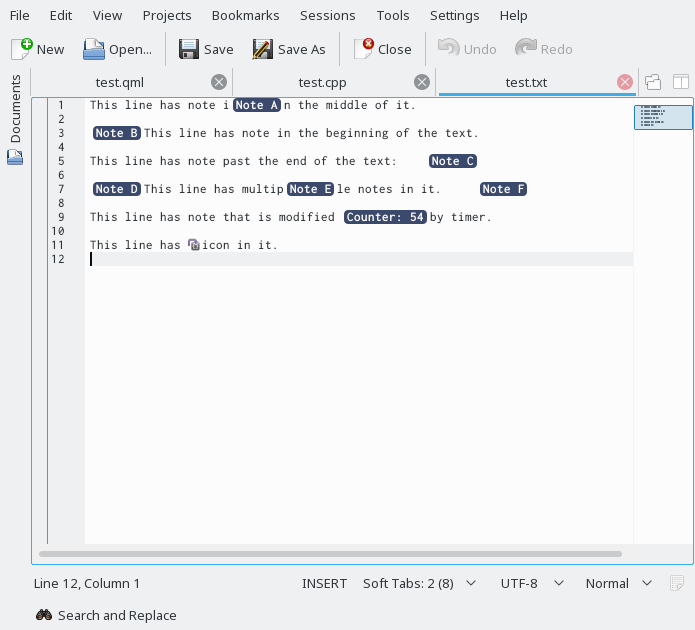 File Edit View Projects Bookmarks Sessions Tools Settings Help
New Open... Save Save As Close Undo Redo
Documents
test.qml test.cpp test.txt
1 This line has note i Note A n the middle of it.
2
3 Note B This line has note in the beginning of the text.
4
5 This line has note past the end of the text: Note C
6
7 Note D This line has multip Note E le notes in it. Note F
8
9 This line has note that is modified Counter: 54 by timer.
10
11 This line has icon in it.
12
Line 12, Column 1 INSERT Soft Tabs: 2 (8) UTF-8 Normal
Search and Replace